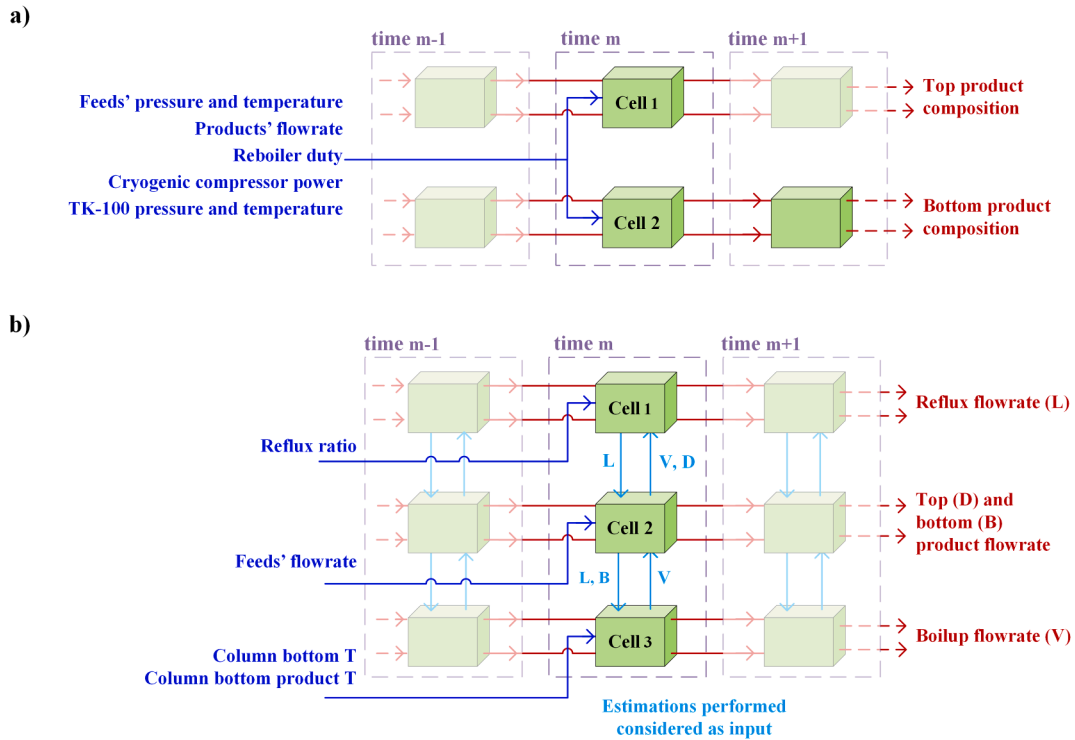 a)
time m-1
time m
time m+1
Feeds' pressure and temperature
Products' flowrate
Reboiler duty
Cryogenic compressor power
TK-100 pressure and temperature
Cell 1
Cell 2
Top product
composition
Bottom product
composition
b)
time m-1
time m
time m+1
Cell 1
Reflux flowrate (L)
Reflux ratio
L
V, D
Cell 2
Top (D) and
bottom (B)
product flowrate
Feeds' flowrate
L, B
V
Cell 3
Boilup flowrate (V)
Column bottom T
Column bottom product T
Estimations performed
considered as input